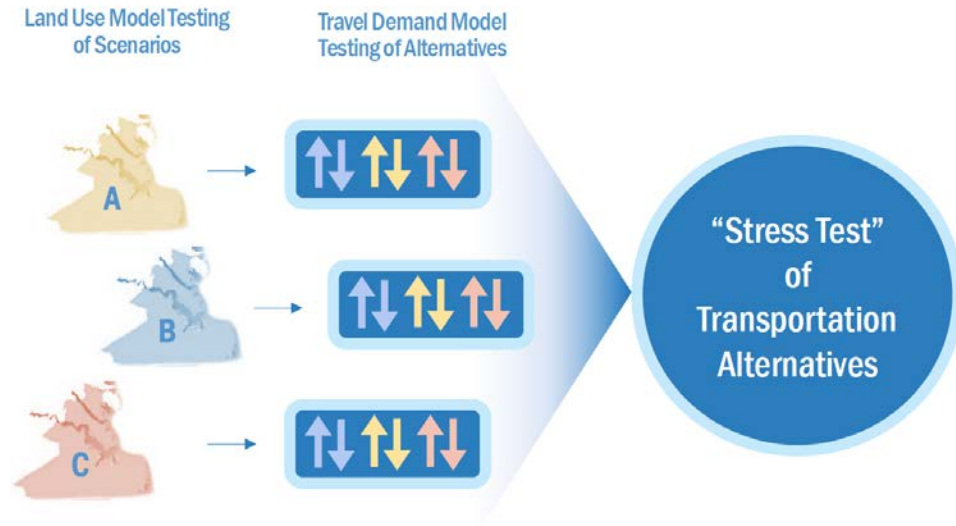 Land Use Model Testing
of Scenarios
Travel Demand Model
Testing of Alternatives
A
B
C
“Stress Test”
of
Transportation
Alternatives